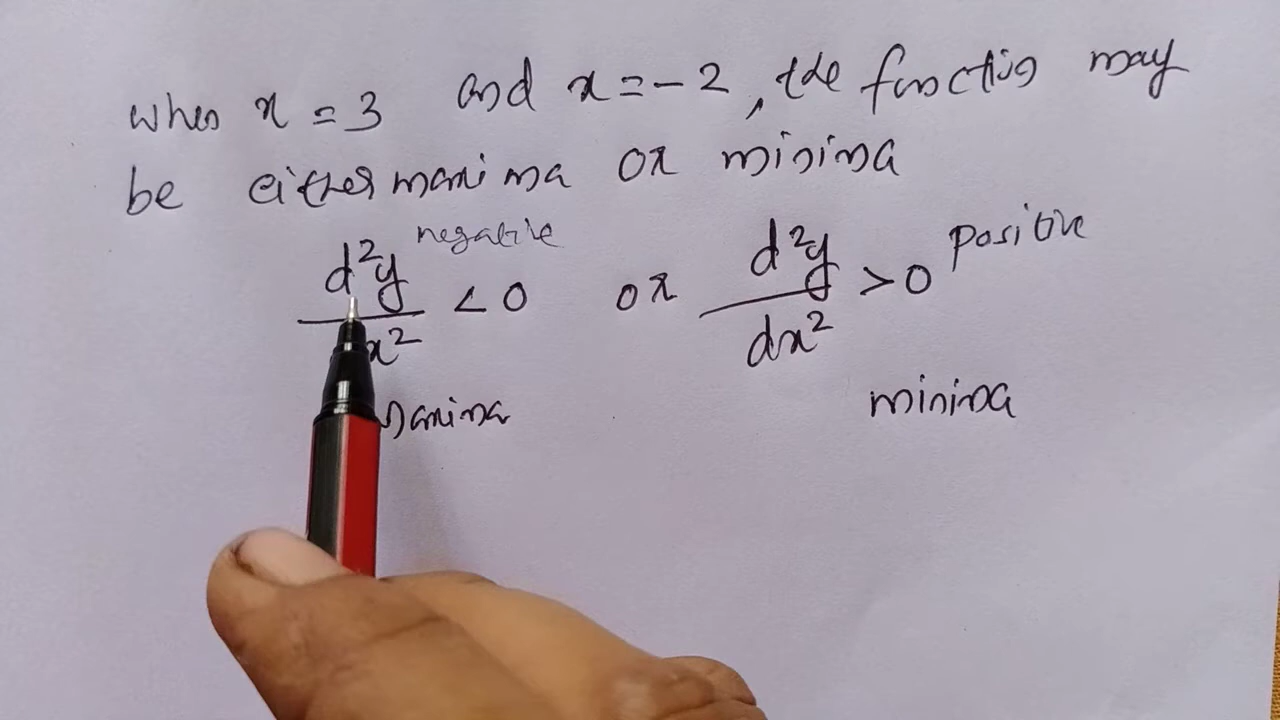 when x = 3 and x = -2, the function may
be either maxima or minima
d²y/dx² < 0 negative or d²y/dx² > 0 positive
maxima minima